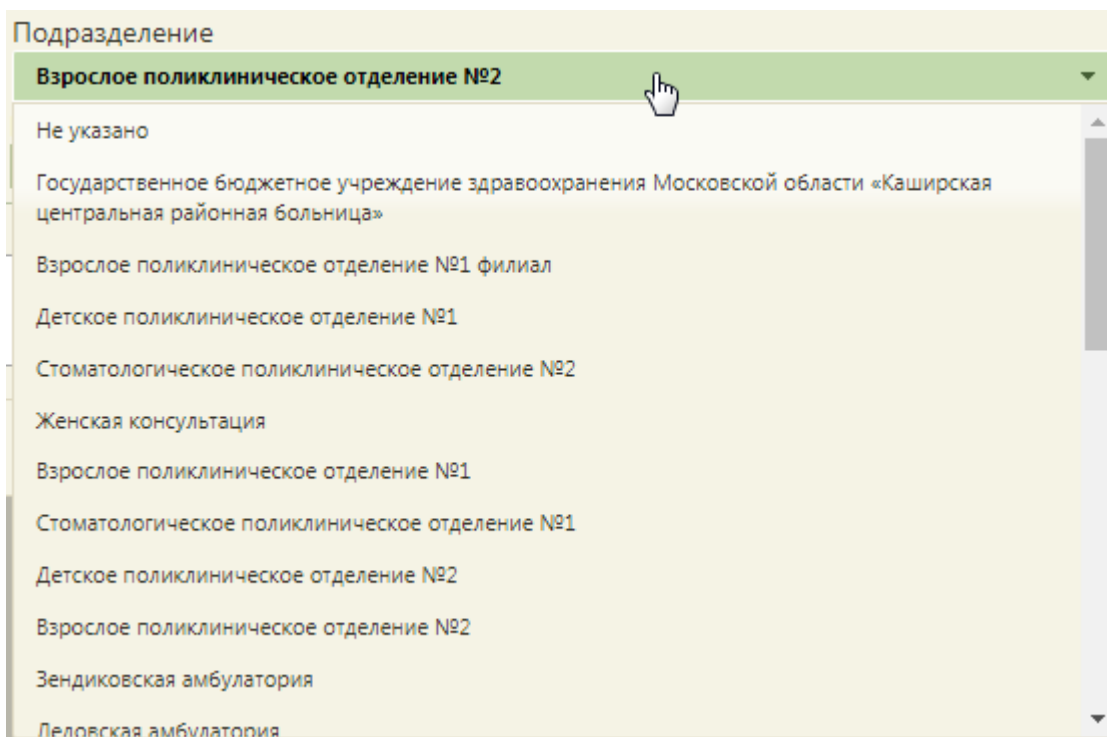 Подразделение
Взрослое поликлиническое отделение №2
Не указано
Государственное бюджетное учреждение здравоохранения Московской области «Каширская
центральная районная больница»
Взрослое поликлиническое отделение №1 филиал
Детское поликлиническое отделение №1
Стоматологическое поликлиническое отделение №2
Женская консультация
Взрослое поликлиническое отделение №1
Стоматологическое поликлиническое отделение №1
Детское поликлиническое отделение №2
Взрослое поликлиническое отделение №2
Зендиковская амбулатория
Ледовская амбулатория